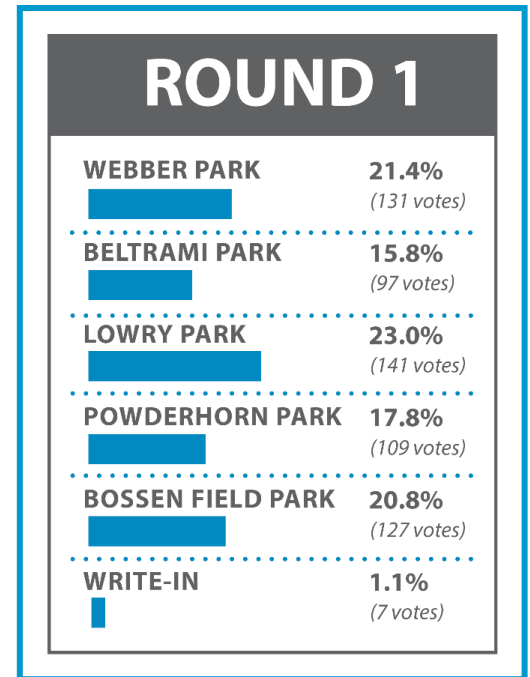 ROUND 1
WEBBER PARK 21.4%
(131 votes)
BELTRAMI PARK 15.8%
(97 votes)
LOWRY PARK 23.0%
(141 votes)
POWDERHORN PARK 17.8%
(109 votes)
BOSSEN FIELD PARK 20.8%
(127 votes)
WRITE-IN 1.1%
(7 votes)